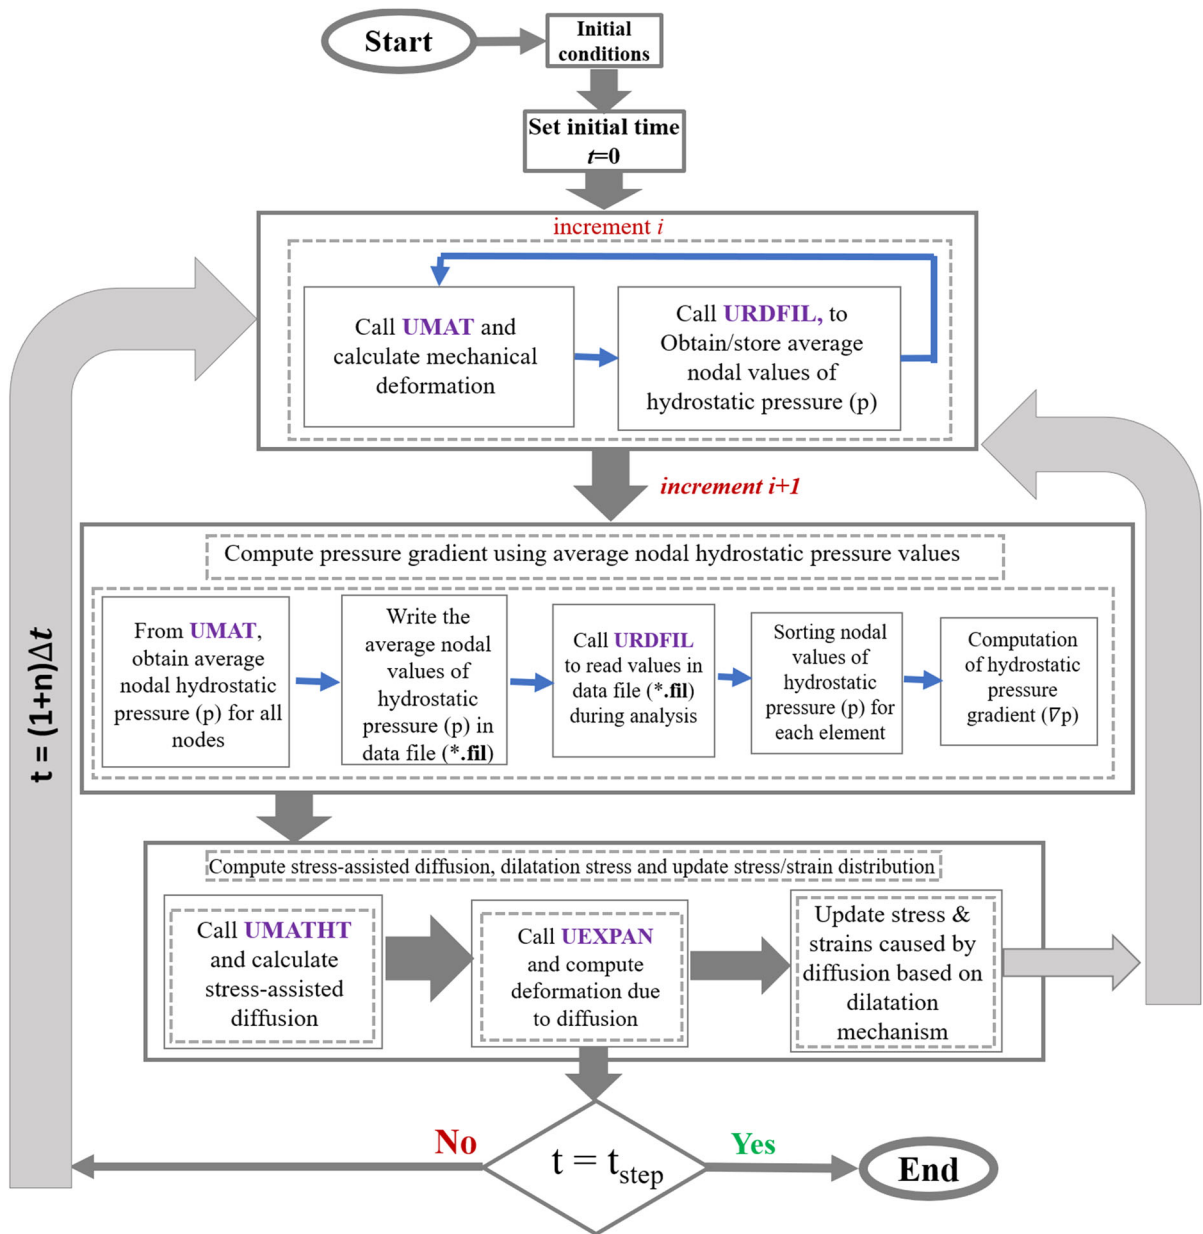 Start
Initial
conditions
Set initial time
t=0
increment i
Call UMAT and
calculate mechanical
deformation
Call URDFIL, to
Obtain/store average
nodal values of
hydrostatic pressure (p)
increment i+1
Compute pressure gradient using average nodal hydrostatic pressure values
From UMAT,
obtain average
nodal hydrostatic
pressure (p) for all
nodes
Write the
average nodal
values of
hydrostatic
pressure (p) in
data file (*.fil)
Call URDFIL
to read values in
data file (*.fil)
during analysis
Sorting nodal
values of
hydrostatic
pressure (p) for
each element
Computation
of hydrostatic
pressure
gradient (∇p)
t = (1+n)Δt
Compute stress-assisted diffusion, dilatation stress and update stress/strain distribution
Call UMATHT
and calculate
stress-assisted
diffusion
Call UEXPAN
and compute
deformation due
to diffusion
Update stress &
strains caused by
diffusion based on
dilatation
mechanism
No
t = t_step
Yes
End